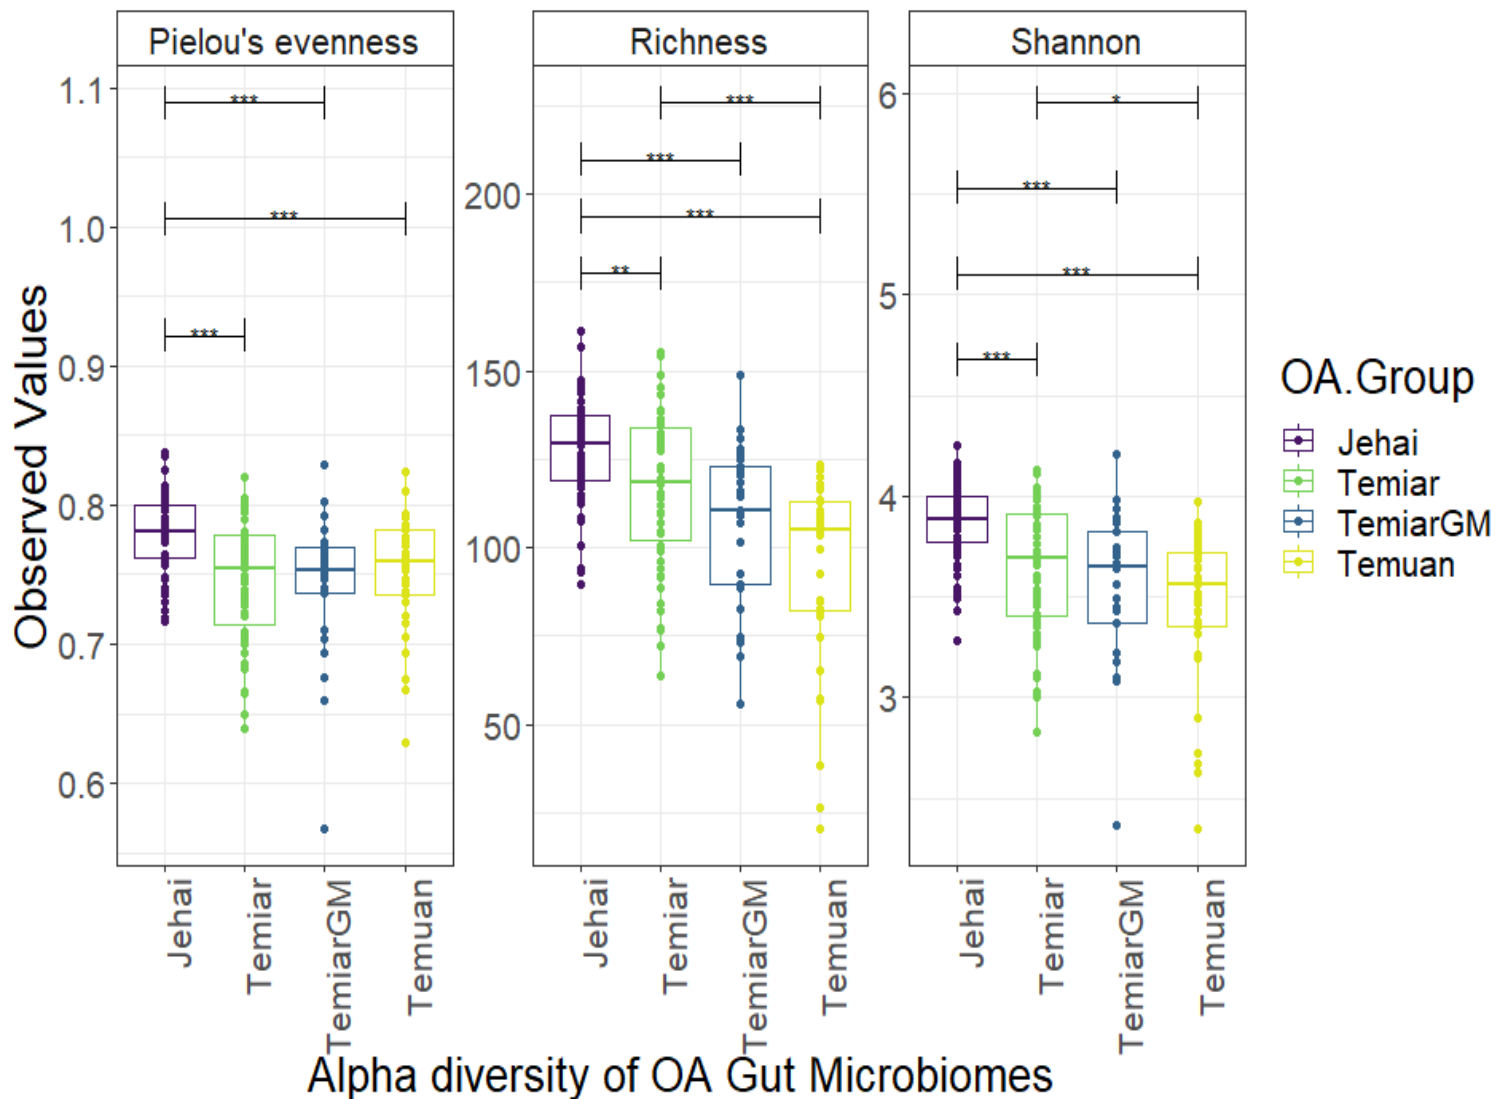 Pielou's evenness
Richness
Shannon
Observed Values
1.1
1.0
0.9
0.8
0.7
0.6
***
***
***
200
150
100
50
***
***
***
**
6
5
4
3
*
***
***
***
Jehai
Temiar
TemiarGM
Temuan
Jehai
Temiar
TemiarGM
Temuan
Jehai
Temiar
TemiarGM
Temuan
Alpha diversity of OA Gut Microbiomes
OA.Group
Jehai
Temiar
TemiarGM
Temuan